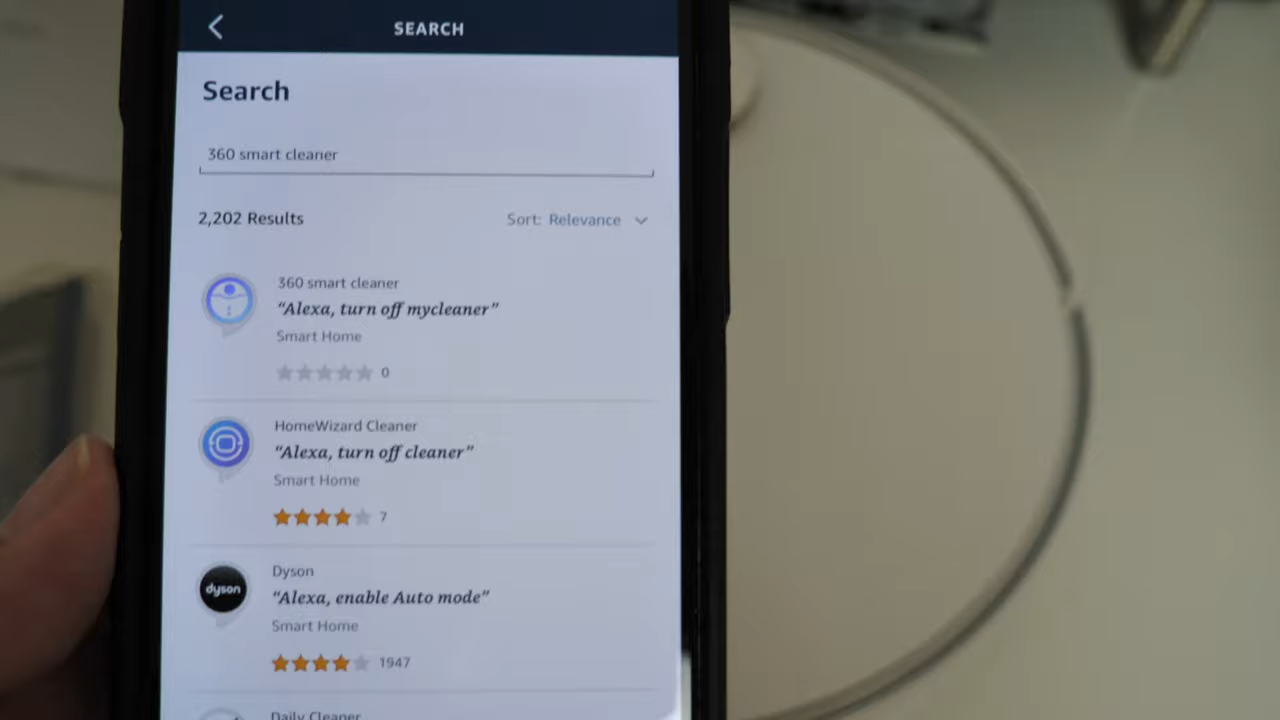 SEARCH
Search
360 smart cleaner
2,202 Results
Sort: Relevance
360 smart cleaner
“Alexa, turn off mycleaner”
Smart Home
0
HomeWizard Cleaner
“Alexa, turn off cleaner”
Smart Home
7
dyson
Dyson
“Alexa, enable Auto mode”
Smart Home
1947
Daily Cleaner